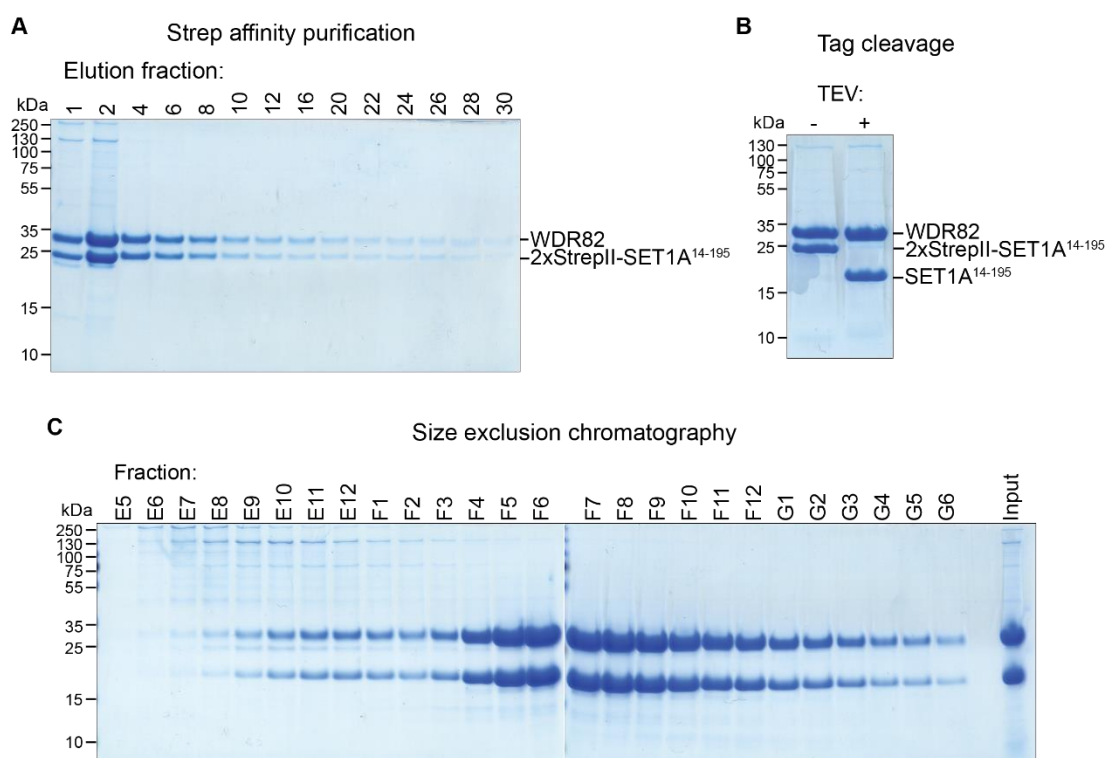 A
Strep affinity purification
Elution fraction:
kDa
1 2 4 6 8 10 12 16 20 22 24 26 28 30
250
130
100
75
55
35
25
15
10
WDR82
2xStrepII-SET1A14-195
B
Tag cleavage
TEV:
kDa
- +
130
100
75
55
35
25
15
10
WDR82
2xStrepII-SET1A14-195
SET1A14-195
C
Size exclusion chromatography
Fraction:
kDa
E5 E6 E7 E8 E9 E10 E11 E12 F1 F2 F3 F4 F5 F6 F7 F8 F9 F10 F11 F12 G1 G2 G3 G4 G5 G6 Input
250
130
100
75
55
35
25
15
10